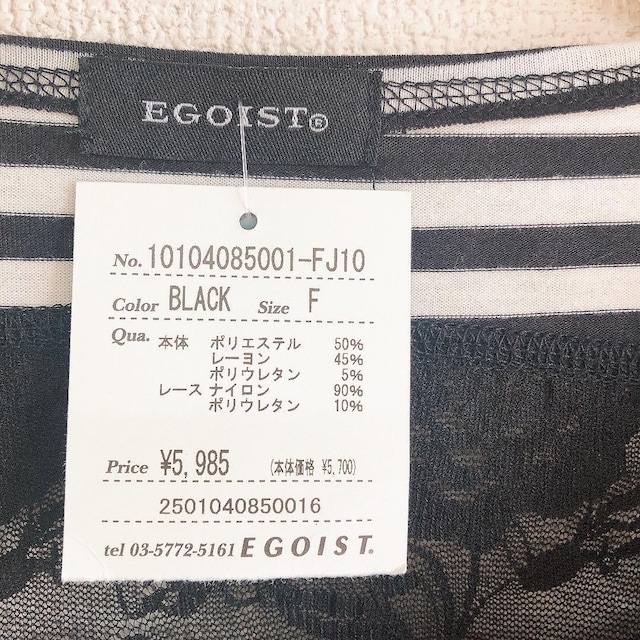 EGOIST®
No. 10104085001-FJ10
Color BLACK Size F
Qua. 本体 ポリエステル 50%
レーヨン 45%
ポリウレタン 5%
レース ナイロン 90%
ポリウレタン 10%
Price ¥5,985 (本体価格 ¥5,700)
2501040850016
tel 03-5772-5161 EGOIST®